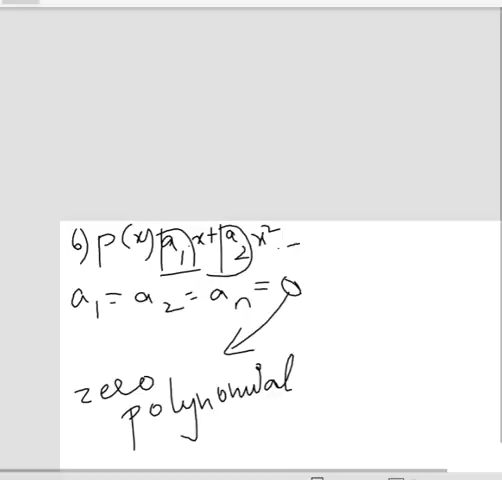 6) P(x) a₁x + a₂x² . –
a₁ = a₂ = aₙ = 0
zero
polynomial